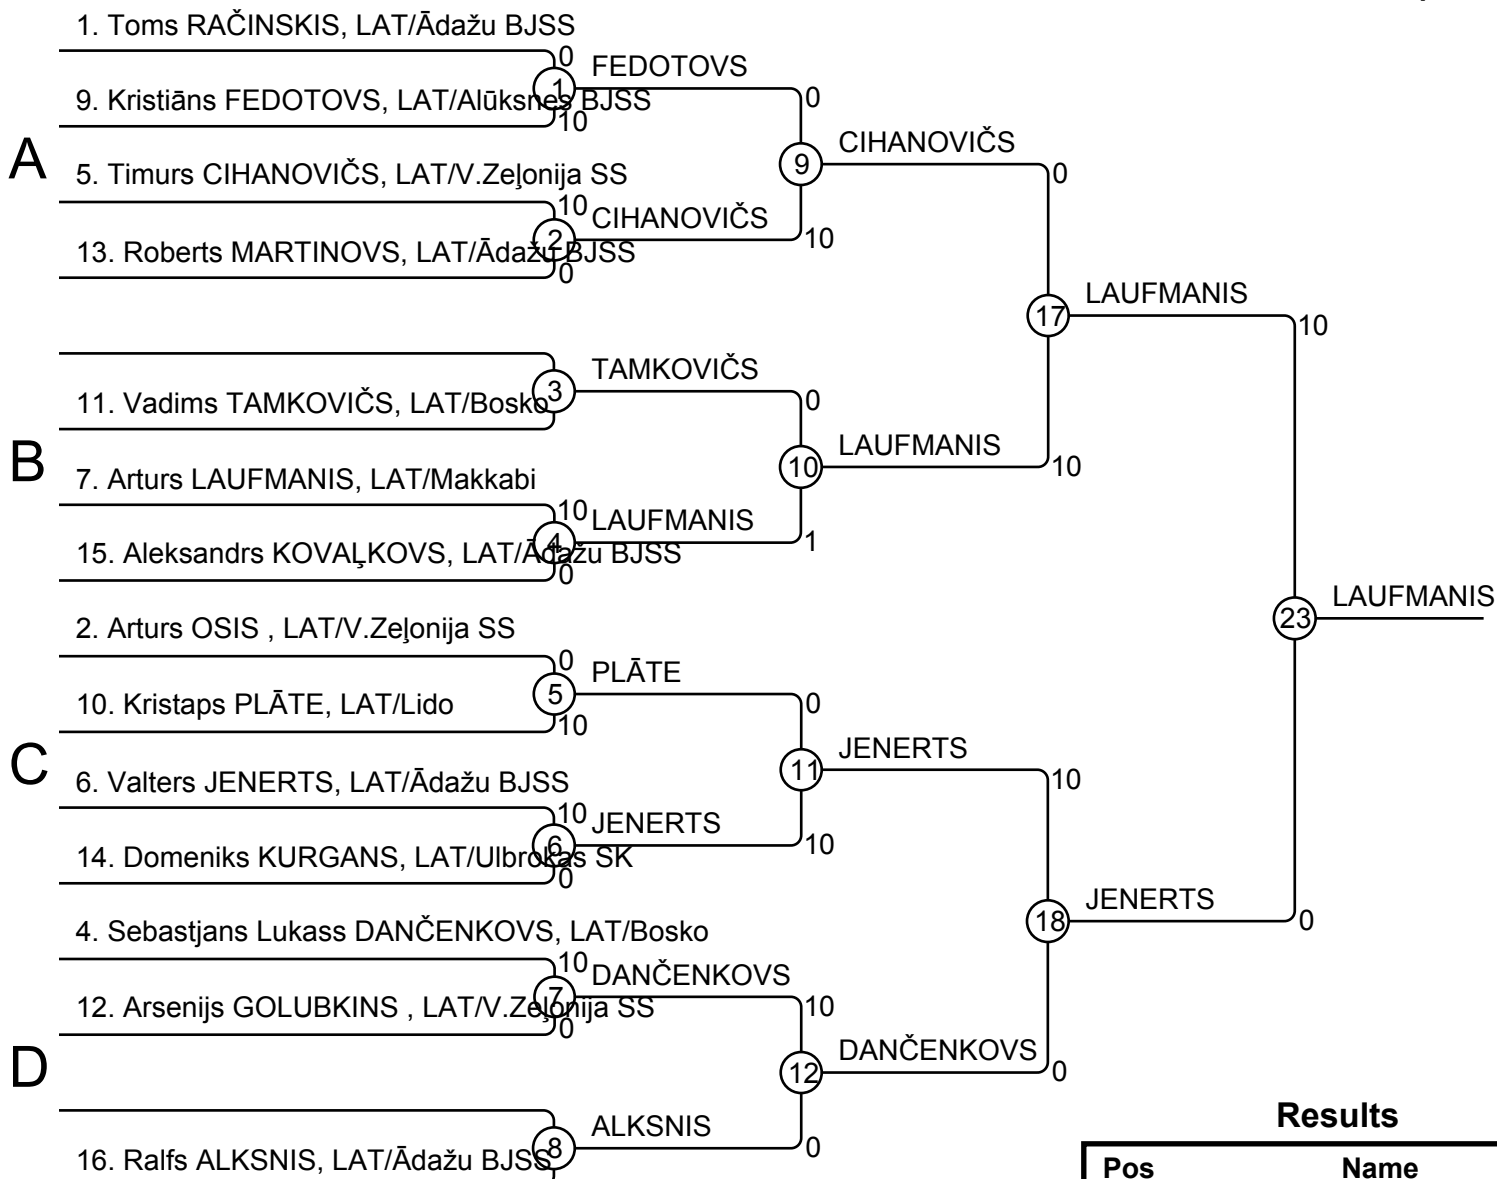 1. Toms RAČINSKIS, LAT/Ādažu BJSS
0
1
FEDOTOVS
9. Kristiāns FEDOTOVS, LAT/Alūksnes BJSS
10
0
A
9
CIHANOVIČS
5. Timurs CIHANOVIČS, LAT/V.Zeļonija SS
10
2
CIHANOVIČS
10
13. Roberts MARTINOVS, LAT/Ādažu BJSS
0
0
17
LAUFMANIS
10
3
TAMKOVIČS
11. Vadims TAMKOVIČS, LAT/Bosko
0
B
10
LAUFMANIS
10
7. Arturs LAUFMANIS, LAT/Makkabi
10
4
LAUFMANIS
1
15. Aleksandrs KOVAĻKOVS, LAT/Ādažu BJSS
0
23
LAUFMANIS
2. Arturs OSIS , LAT/V.Zeļonija SS
0
5
PLĀTE
10. Kristaps PLĀTE, LAT/Lido
10
0
C
11
JENERTS
10
6. Valters JENERTS, LAT/Ādažu BJSS
10
6
JENERTS
10
14. Domeniks KURGANS, LAT/Ulbrokas SK
0
18
JENERTS
0
4. Sebastjans Lukass DANČENKOVS, LAT/Bosko
10
7
DANČENKOVS
10
12. Arsenijs GOLUBKINS , LAT/V.Zeļonija SS
0
D
12
DANČENKOVS
0
8
ALKSNIS
0
16. Ralfs ALKSNIS, LAT/Ādažu BJSS
Results
Pos Name